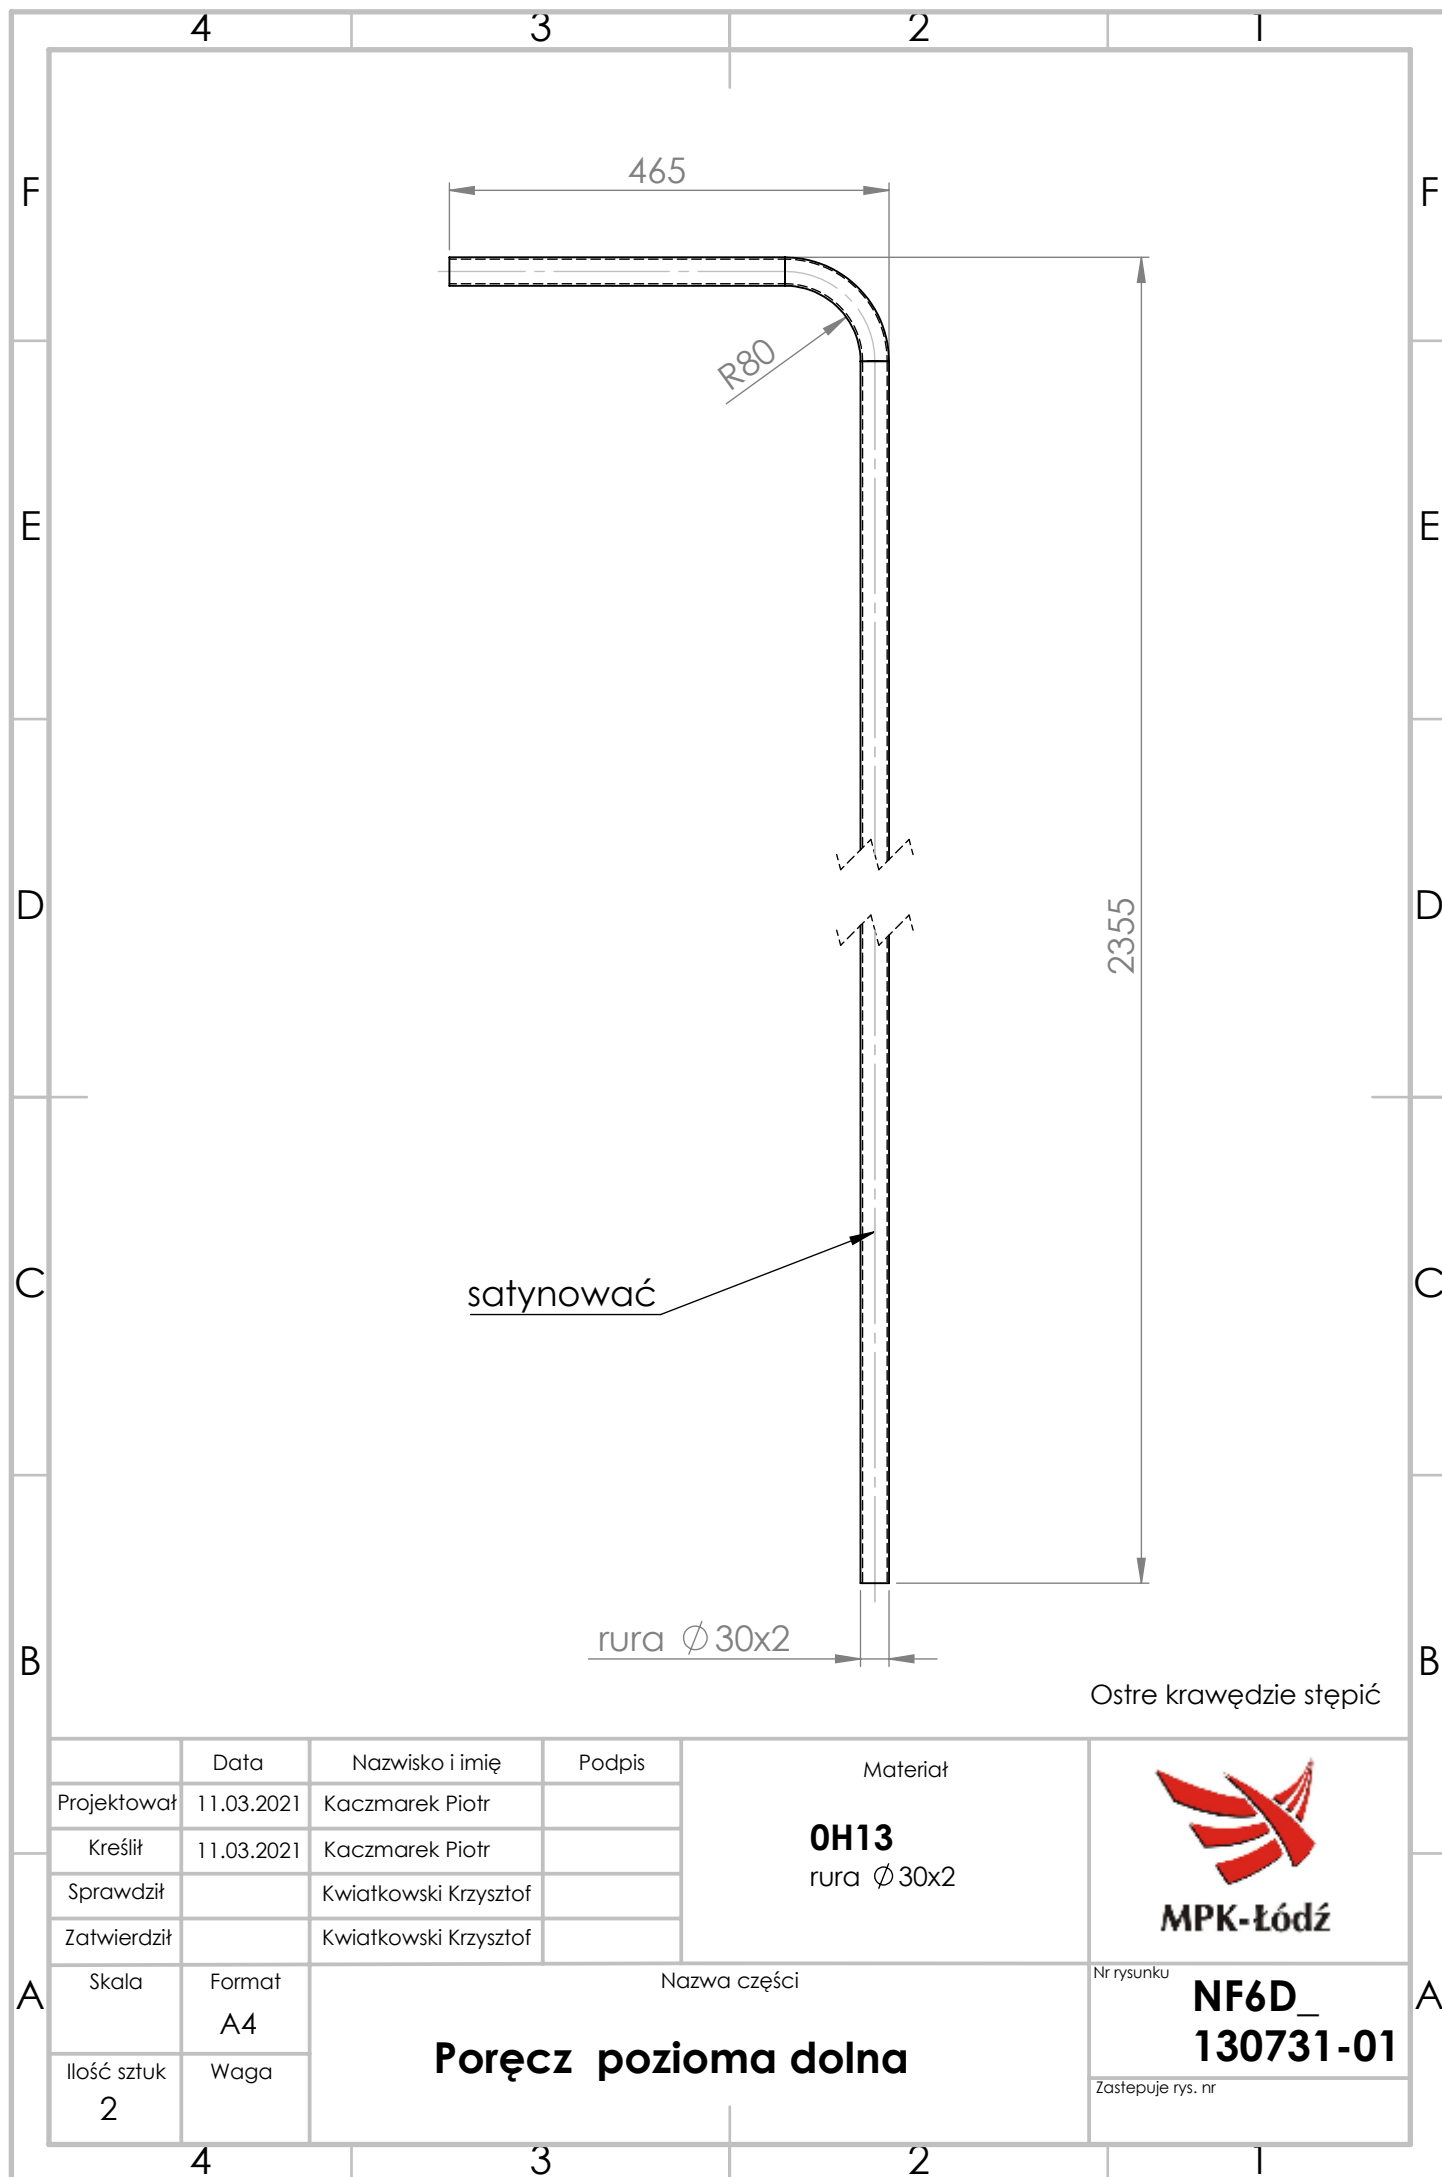 4 3 2 1
465
F F
R80
E E
D D
2355
satynować
C C
rura ∅30x2
B B
Ostre krawędzie stępić
Data Nazwisko i imię Podpis Materiał
Projektował 11.03.2021 Kaczmarek Piotr
Kreślił 11.03.2021 Kaczmarek Piotr
0H13
rura ∅30x2
Sprawdził Kwiatkowski Krzysztof
Zatwierdził Kwiatkowski Krzysztof
MPK-Łódź
Skala Format Nazwa części Nr rysunku
A A
A4
NF6D_
130731-01
Poręcz pozioma dolna
Ilość sztuk Waga
2
Zastepuje rys. nr
4 3 2 1